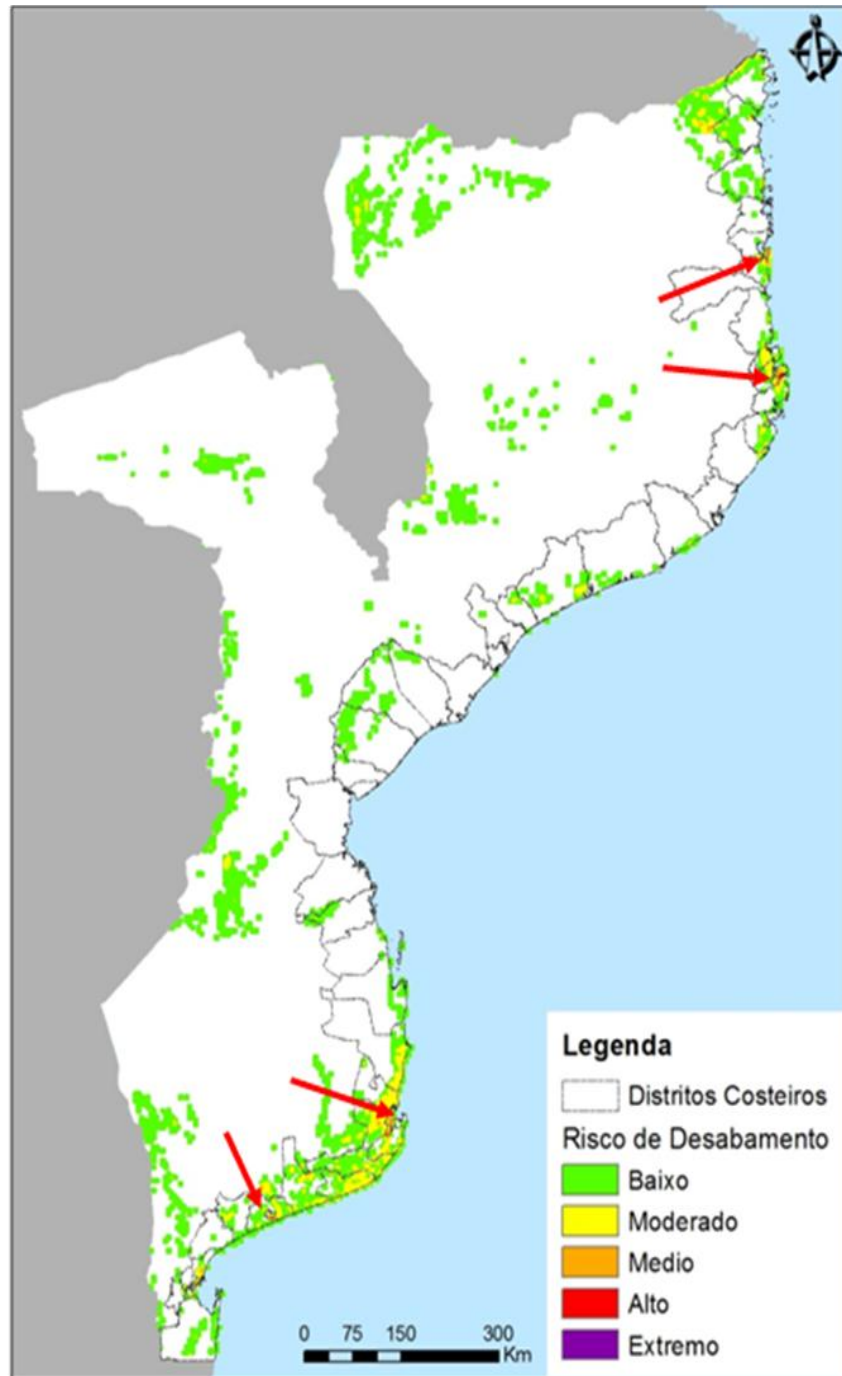 Legenda
Distritos Costeiros
Risco de Desabamento
Baixo
Moderado
Medio
Alto
Extremo
0 75 150 300
Km